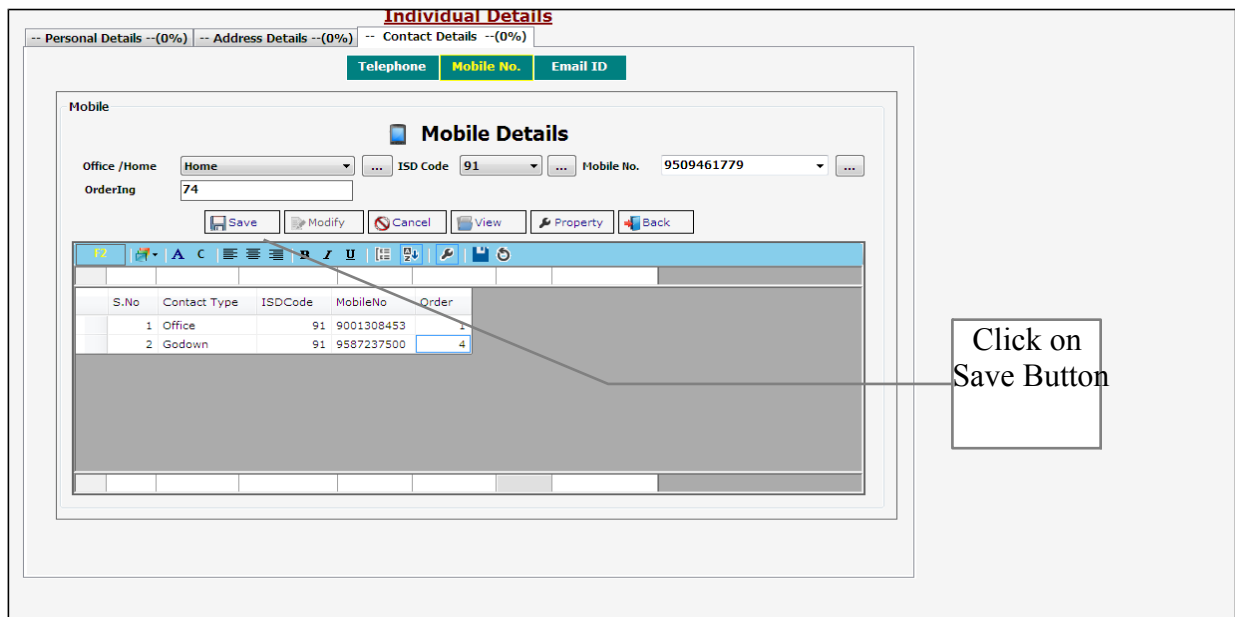 Individual Details
-- Personal Details --(0%) -- Address Details --(0%) -- Contact Details --(0%)
Telephone Mobile No. Email ID
Mobile
Mobile Details
Office /Home Home ... ISD Code 91 ... Mobile No. 9509461779 ...
OrderIng 74
Save Modify Cancel View Property Back
F2 A C B I U
S.No Contact Type ISDCode MobileNo Order
1 Office 91 9001308453 1
2 Godown 91 9587237500 4
Click on
Save Button